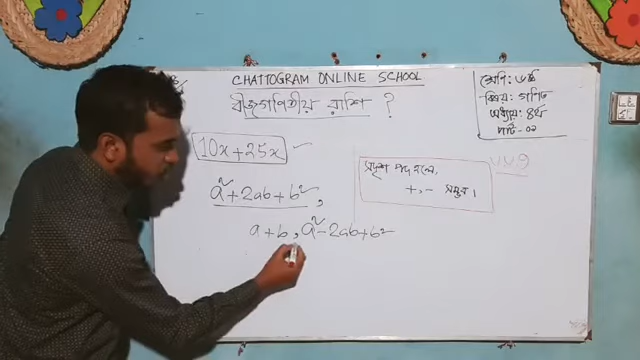 CHATTOGRAM ONLINE SCHOOL
বীজগণিতীয় রাশি ?
শ্রেণি: ৬ষ্ঠ
বিষয়: গণিত
অধ্যায়: ৪র্থ
পার্ট- ০২
10x+25x
a²+2ab+b²,
a+b, a²-2ab+b²
সদৃশ পদ হলে,
+,- সম্ভব।